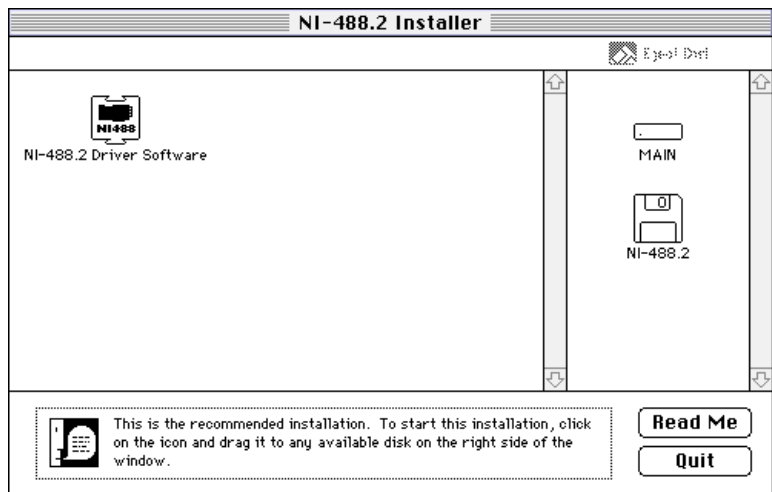 NI-488.2 Installer
Eject Disk
NI488
NI-488.2 Driver Software
MAIN
NI-488.2
This is the recommended installation. To start this installation, click
on the icon and drag it to any available disk on the right side of the
window.
Read Me
Quit